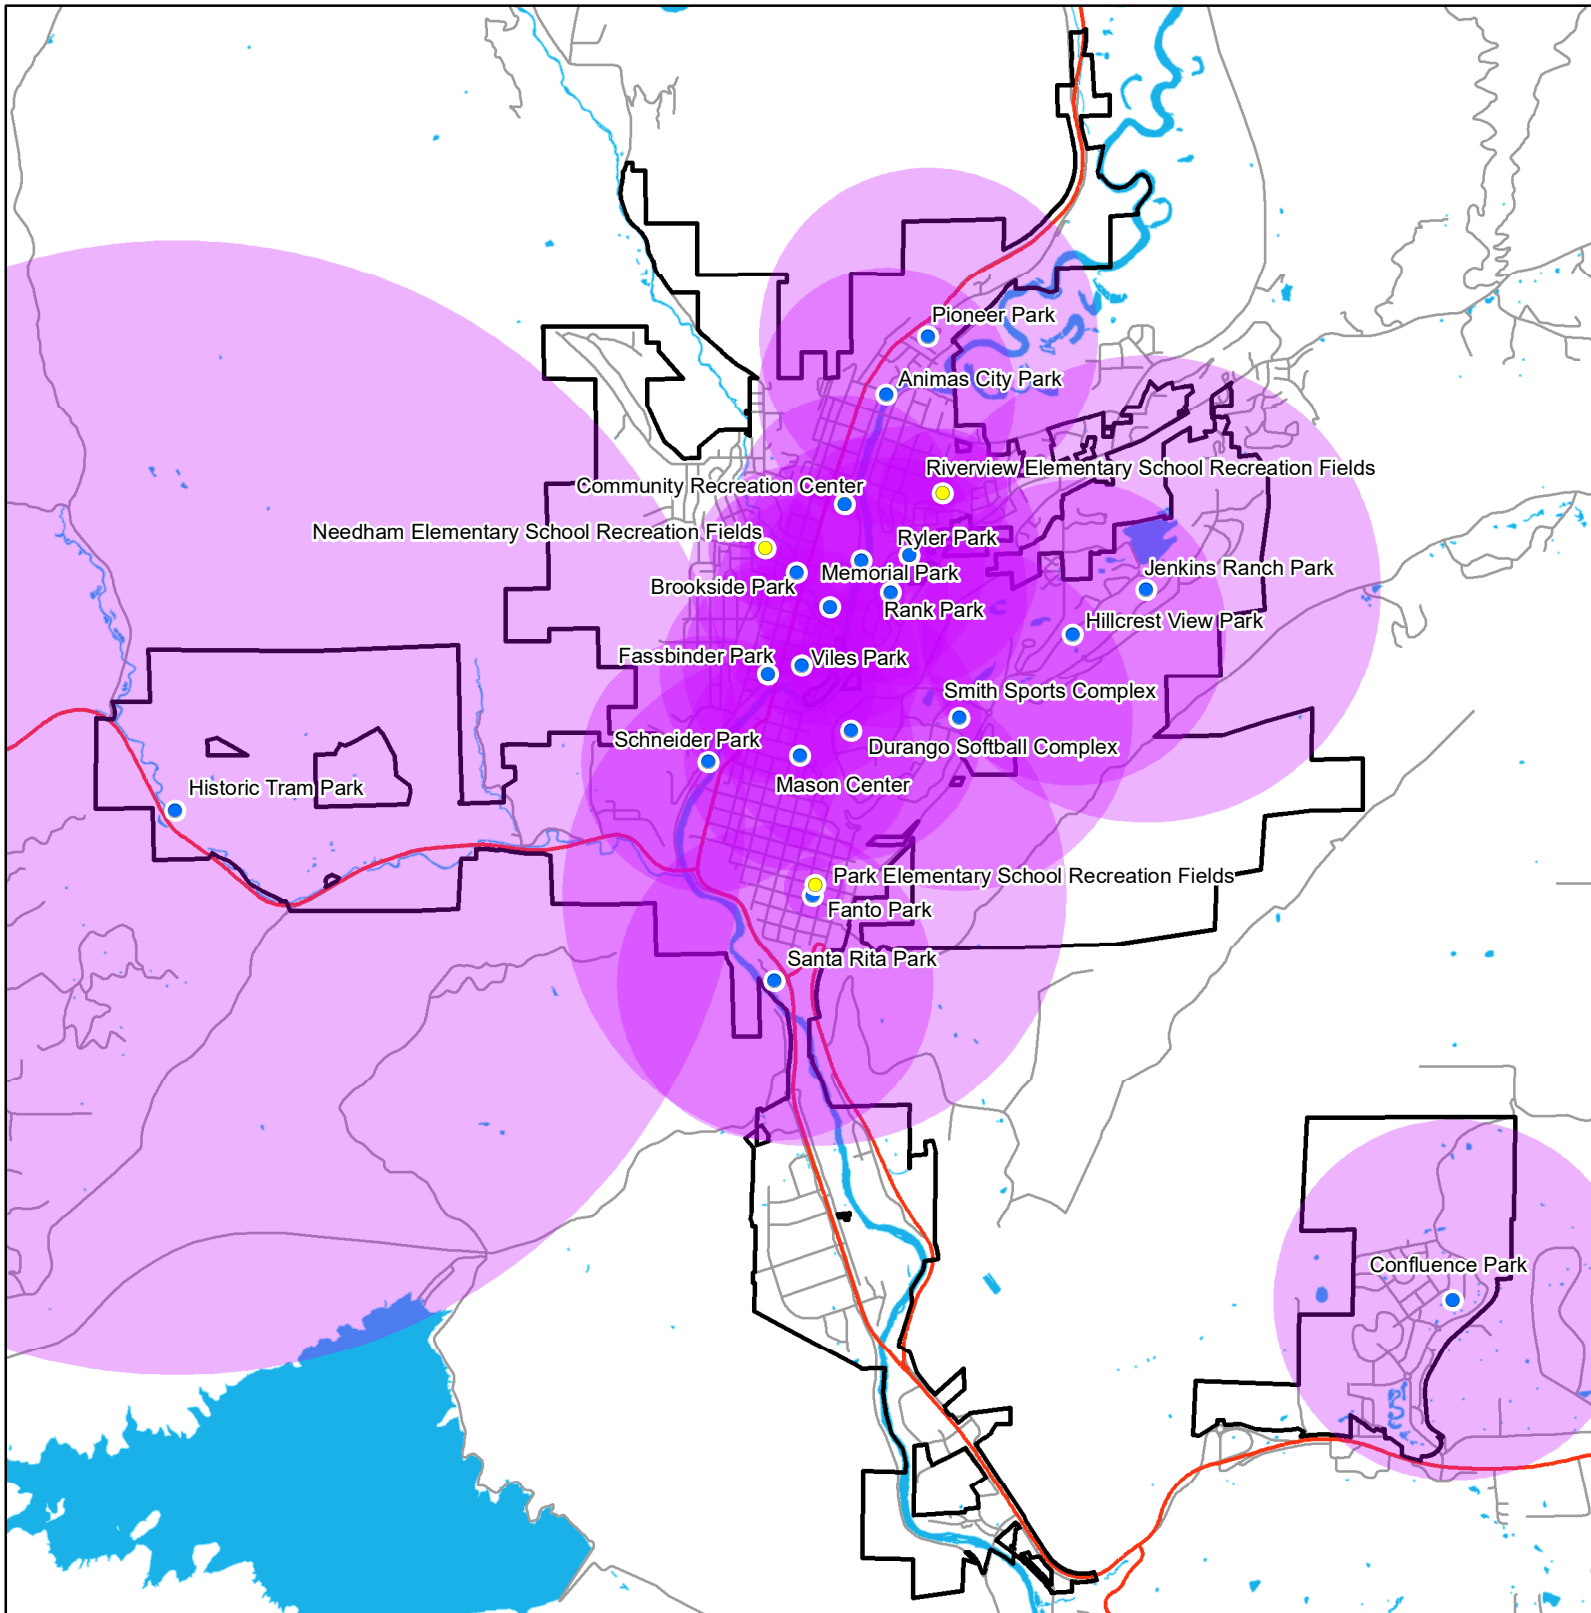 Pioneer Park
Animas City Park
Riverview Elementary School Recreation Fields
Community Recreation Center
Needham Elementary School Recreation Fields
Ryler Park
Memorial Park
Jenkins Ranch Park
Brookside Park
Rank Park
Hillcrest View Park
Fassbinder Park
Viles Park
Smith Sports Complex
Schneider Park
Durango Softball Complex
Historic Tram Park
Mason Center
Park Elementary School Recreation Fields
Fanto Park
Santa Rita Park
Confluence Park